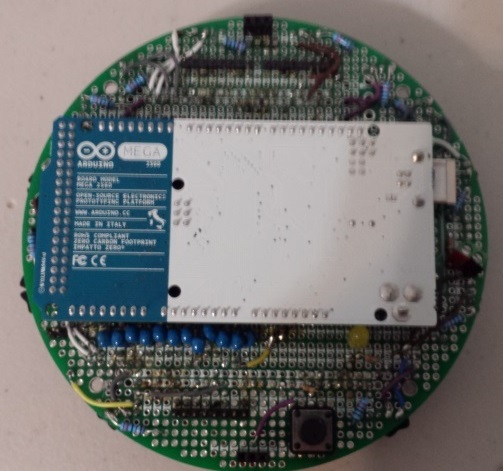 MEGA
ARDUINO
2560
BOARD MODEL
MEGA 2560
OPEN-SOURCE ELECTRONICS
PROTOTYPING PLATFORM
WWW.ARDUINO.CC
MADE IN ITALY
ROHS COMPLIANT
ZERO CARBON FOOTPRINT
IMPATTO ZERO®
FC CE